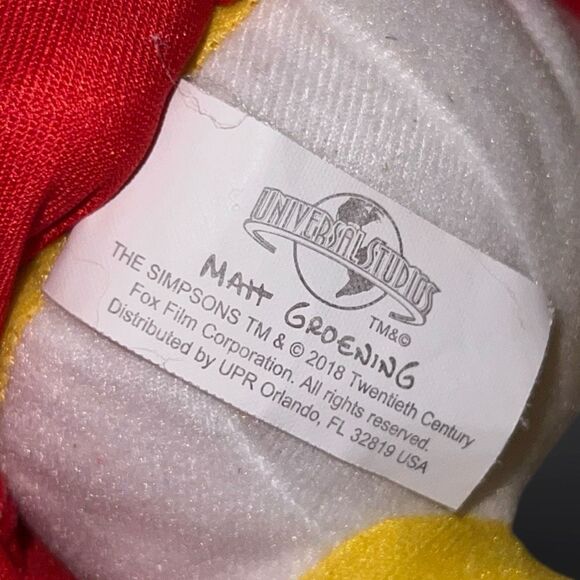 UNIVERSAL STUDIOS
TM&©
MATT GROENING
THE SIMPSONS TM & © 2018 Twentieth Century
Fox Film Corporation. All rights reserved.
Distributed by UPR Orlando, FL 32819 USA